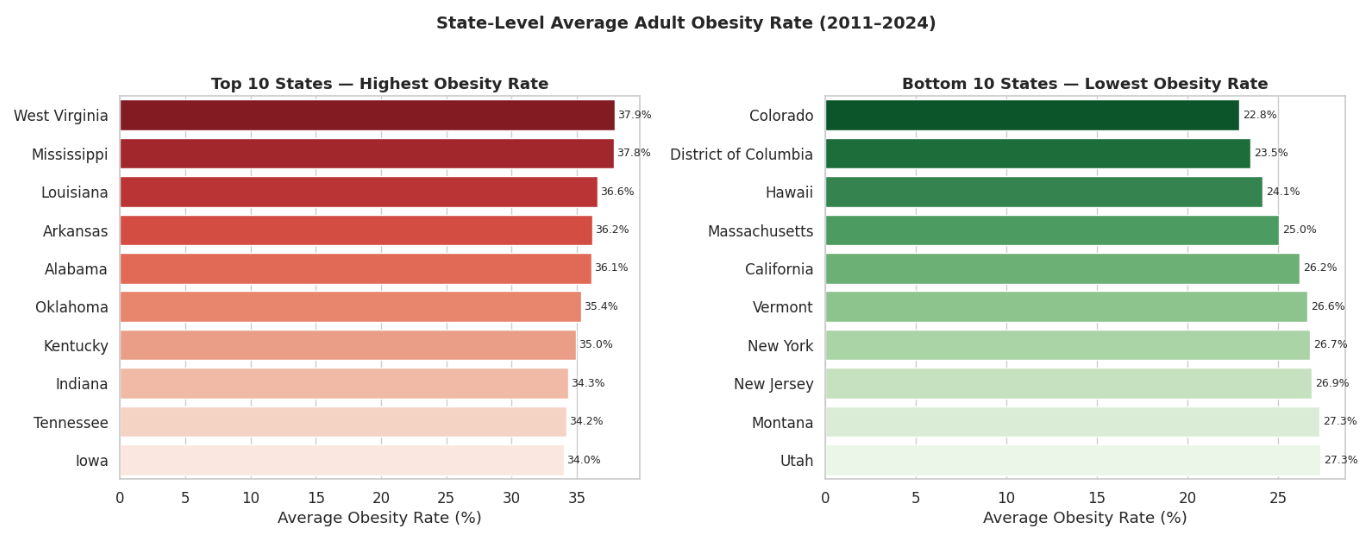 State-Level Average Adult Obesity Rate (2011–2024)
Top 10 States — Highest Obesity Rate
West Virginia 37.9%
Mississippi 37.8%
Louisiana 36.6%
Arkansas 36.2%
Alabama 36.1%
Oklahoma 35.4%
Kentucky 35.0%
Indiana 34.3%
Tennessee 34.2%
Iowa 34.0%
0 5 10 15 20 25 30 35
Average Obesity Rate (%)
Bottom 10 States — Lowest Obesity Rate
Colorado 22.8%
District of Columbia 23.5%
Hawaii 24.1%
Massachusetts 25.0%
California 26.2%
Vermont 26.6%
New York 26.7%
New Jersey 26.9%
Montana 27.3%
Utah 27.3%
0 5 10 15 20 25
Average Obesity Rate (%)